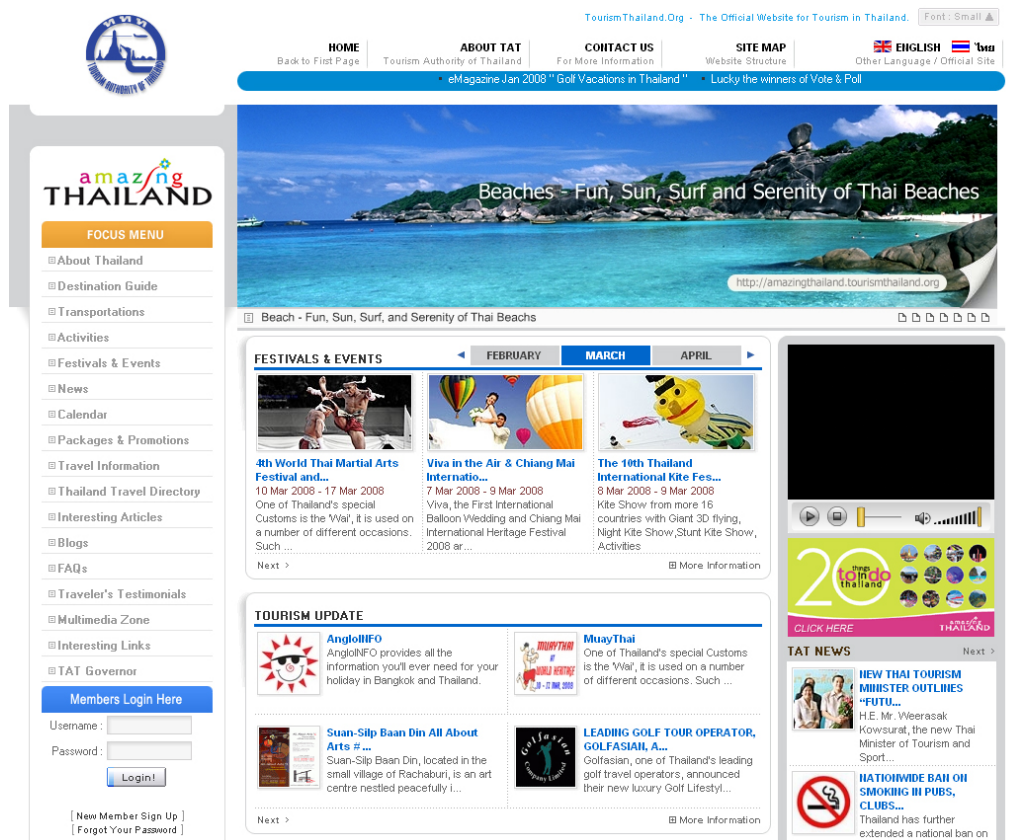 TourismThailand.Org - The Official Website for Tourism in Thailand.
Font : Small
ททท
TOURISM AUTHORITY OF THAILAND
HOME
Back to First Page
ABOUT TAT
Tourism Authority of Thailand
CONTACT US
For More Information
SITE MAP
Website Structure
ENGLISH ไทย
Other Language / Official Site
eMagazine Jan 2008 " Golf Vacations in Thailand "
Lucky the winners of Vote & Poll
amazing
THAILAND
FOCUS MENU
About Thailand
Destination Guide
Transportations
Activities
Festivals & Events
News
Calendar
Packages & Promotions
Travel Information
Thailand Travel Directory
Interesting Articles
Blogs
FAQs
Traveler's Testimonials
Multimedia Zone
Interesting Links
TAT Governor
Members Login Here
Username :
Password :
Login!
[ New Member Sign Up ]
[ Forgot Your Password ]
Beaches - Fun, Sun, Surf and Serenity of Thai Beaches
http://amazingthailand.tourismthailand.org
Beach - Fun, Sun, Surf, and Serenity of Thai Beachs
FESTIVALS & EVENTS
FEBRUARY
MARCH
APRIL
4th World Thai Martial Arts
Festival and...
10 Mar 2008 - 17 Mar 2008
One of Thailand's special
Customs is the 'Wai', it is used on
a number of different occasions.
Such ...
Viva in the Air & Chiang Mai
Internatio...
7 Mar 2008 - 9 Mar 2008
Viva, the First International
Balloon Wedding and Chiang Mai
International Heritage Festival
2008 ar...
The 10th Thailand
International Kite Fes...
8 Mar 2008 - 9 Mar 2008
Kite Show from more 16
countries with Giant 3D flying,
Night Kite Show,Stunt Kite Show,
Activities
Next >
More Information
TOURISM UPDATE
AngloINFO
AngloINFO provides all the
information you'll ever need for your
holiday in Bangkok and Thailand.
MUAYTHAI
AT
WORLD HERITAGE
MuayThai
One of Thailand's special Customs
is the 'Wai', it is used on a number
of different occasions. Such ...
Suan-Silp Baan Din All About
Arts # ...
Suan-Silp Baan Din, located in the
small village of Rachaburi, is an art
centre nestled peacefully i...
Golfasian
Company Limited
LEADING GOLF TOUR OPERATOR,
GOLFASIAN, A...
Golfasian, one of Thailand's leading
golf travel operators, announced
their new luxury Golf Lifestyl...
Next >
More Information
20
things
to do
in
thailand
CLICK HERE
amazing
THAILAND
TAT NEWS
Next >
NEW THAI TOURISM
MINISTER OUTLINES
“FUTU...
H.E. Mr. Weerasak
Kowsurat, the new Thai
Minister of Tourism and
Sport...
NATIONWIDE BAN ON
SMOKING IN PUBS,
CLUBS...
Thailand has further
extended a national ban on